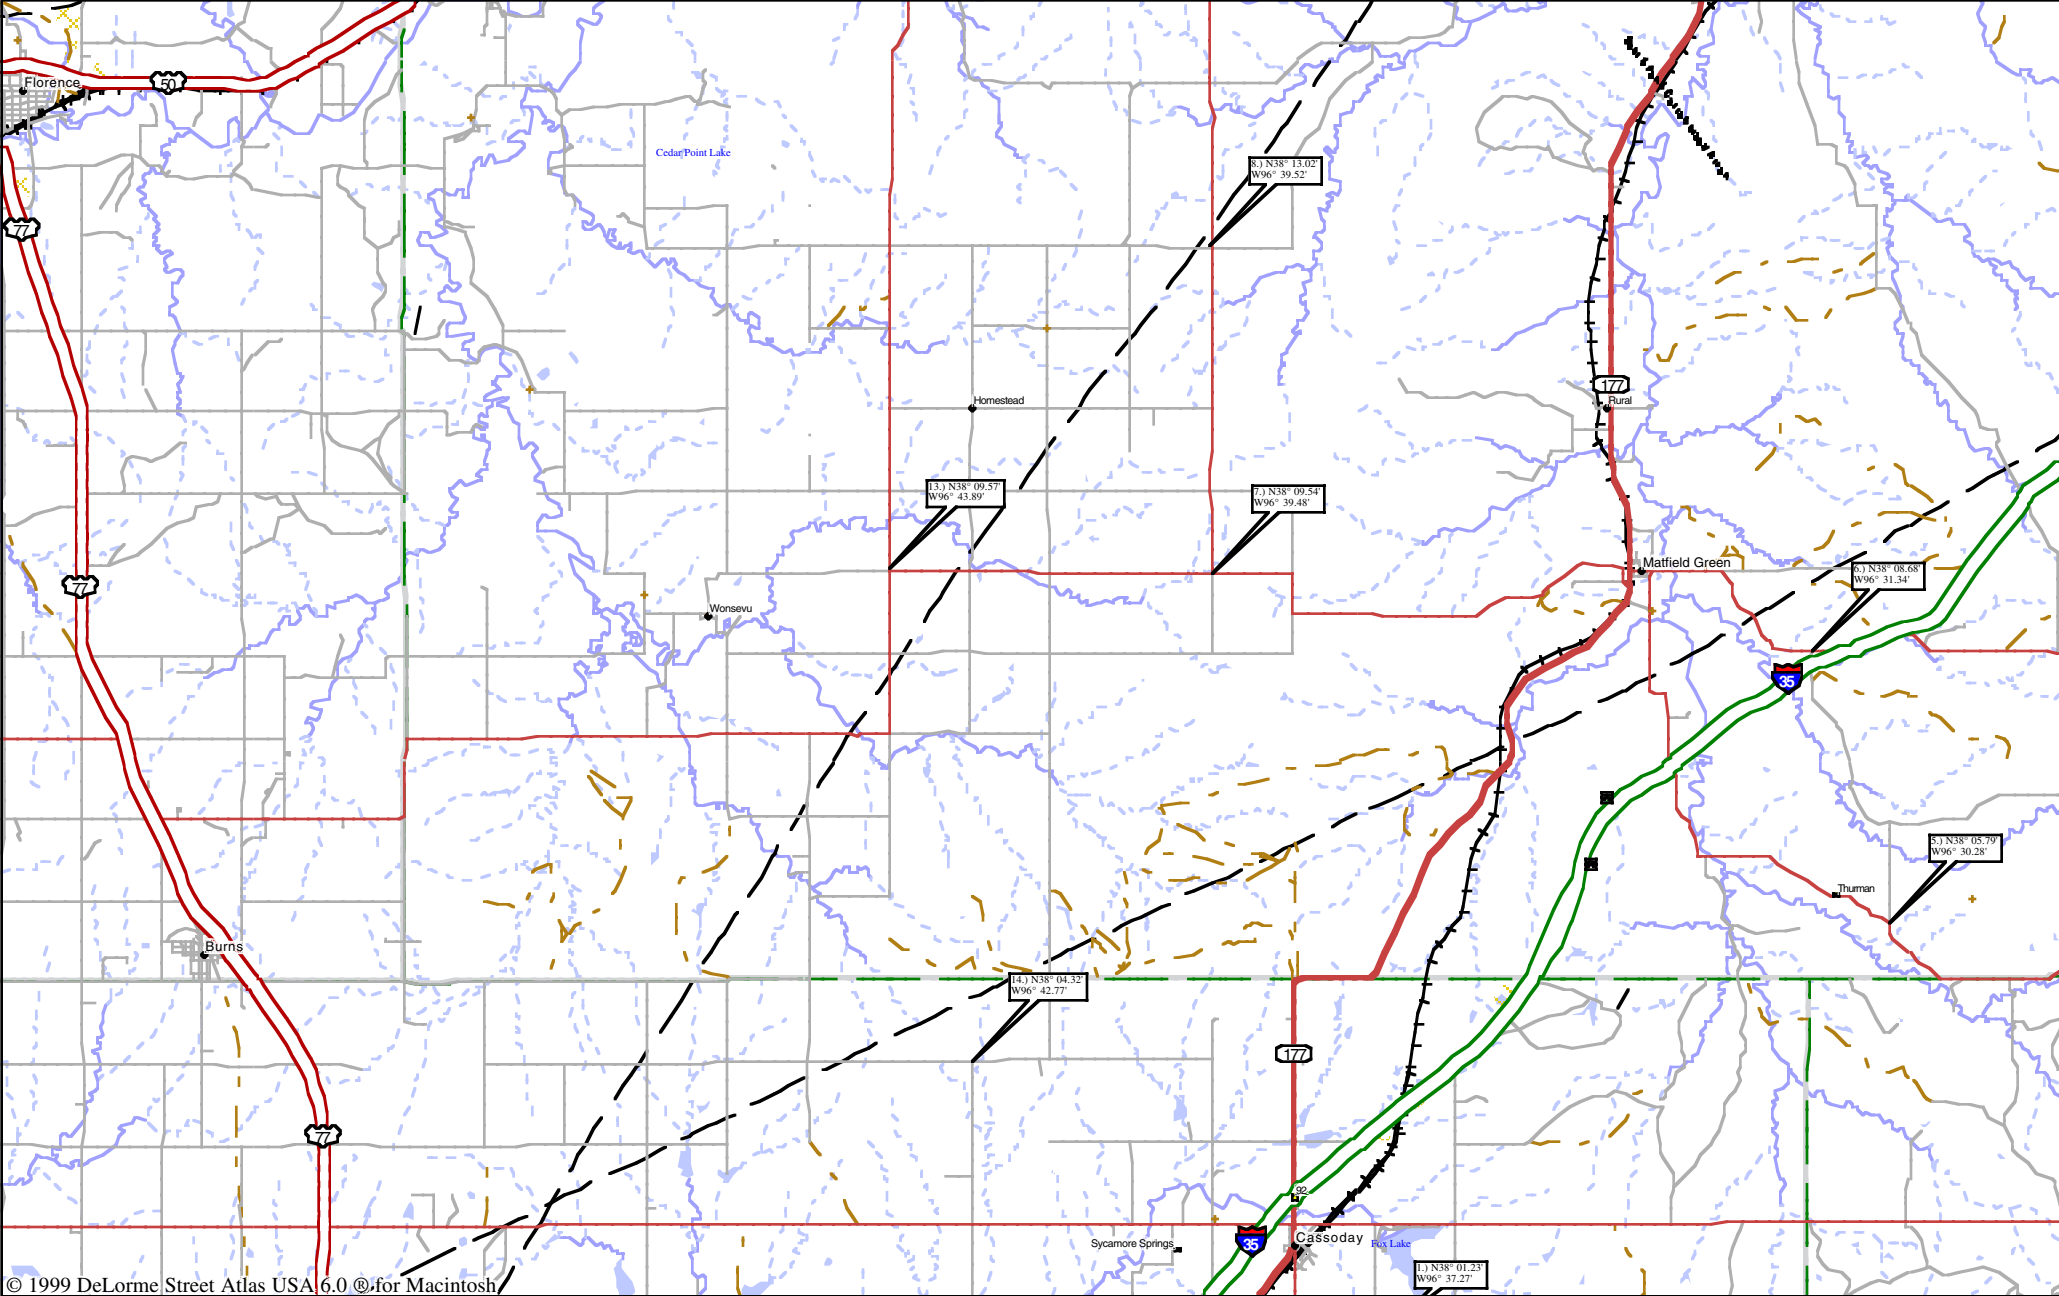 50
Florence
Cedar Point Lake
8.) N38° 13.02'
W96° 39.52'
77
177
Rural
Homestead
13.) N38° 09.57'
W96° 43.89'
7.) N38° 09.54'
W96° 39.48'
Matfield Green
6.) N38° 08.68'
W96° 31.34'
77
Wonsevu
35
5.) N38° 05.79'
W96° 30.28'
Thurman
Burns
14.) N38° 04.32'
W96° 42.77'
177
77
92
Sycamore Springs
35
Cassoday
Fox Lake
1.) N38° 01.23'
W96° 37.27'
© 1999 DeLorme Street Atlas USA 6.0 ® for Macintosh